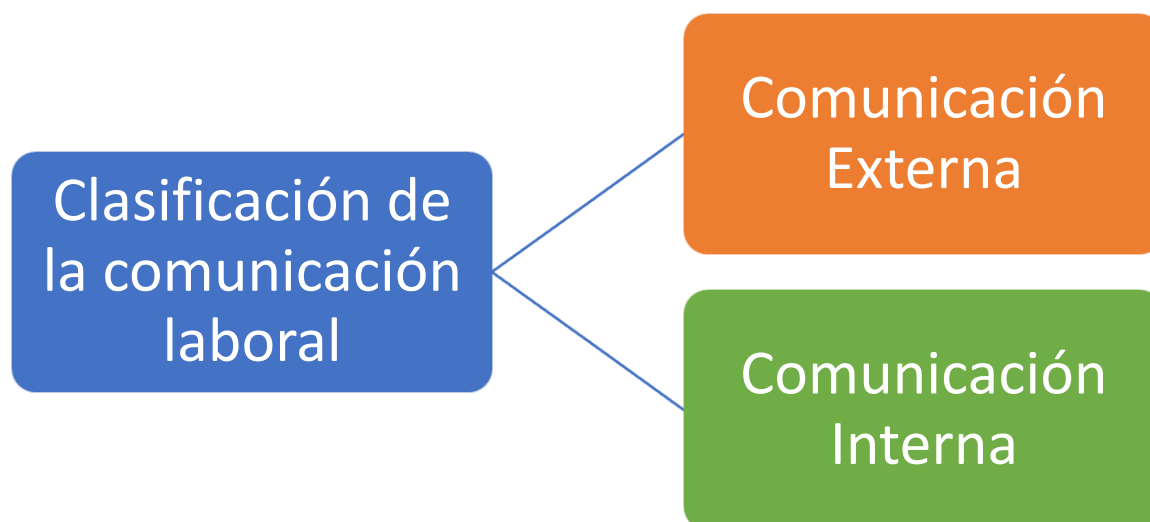 Clasificación de
la comunicación
laboral
Comunicación
Externa
Comunicación
Interna